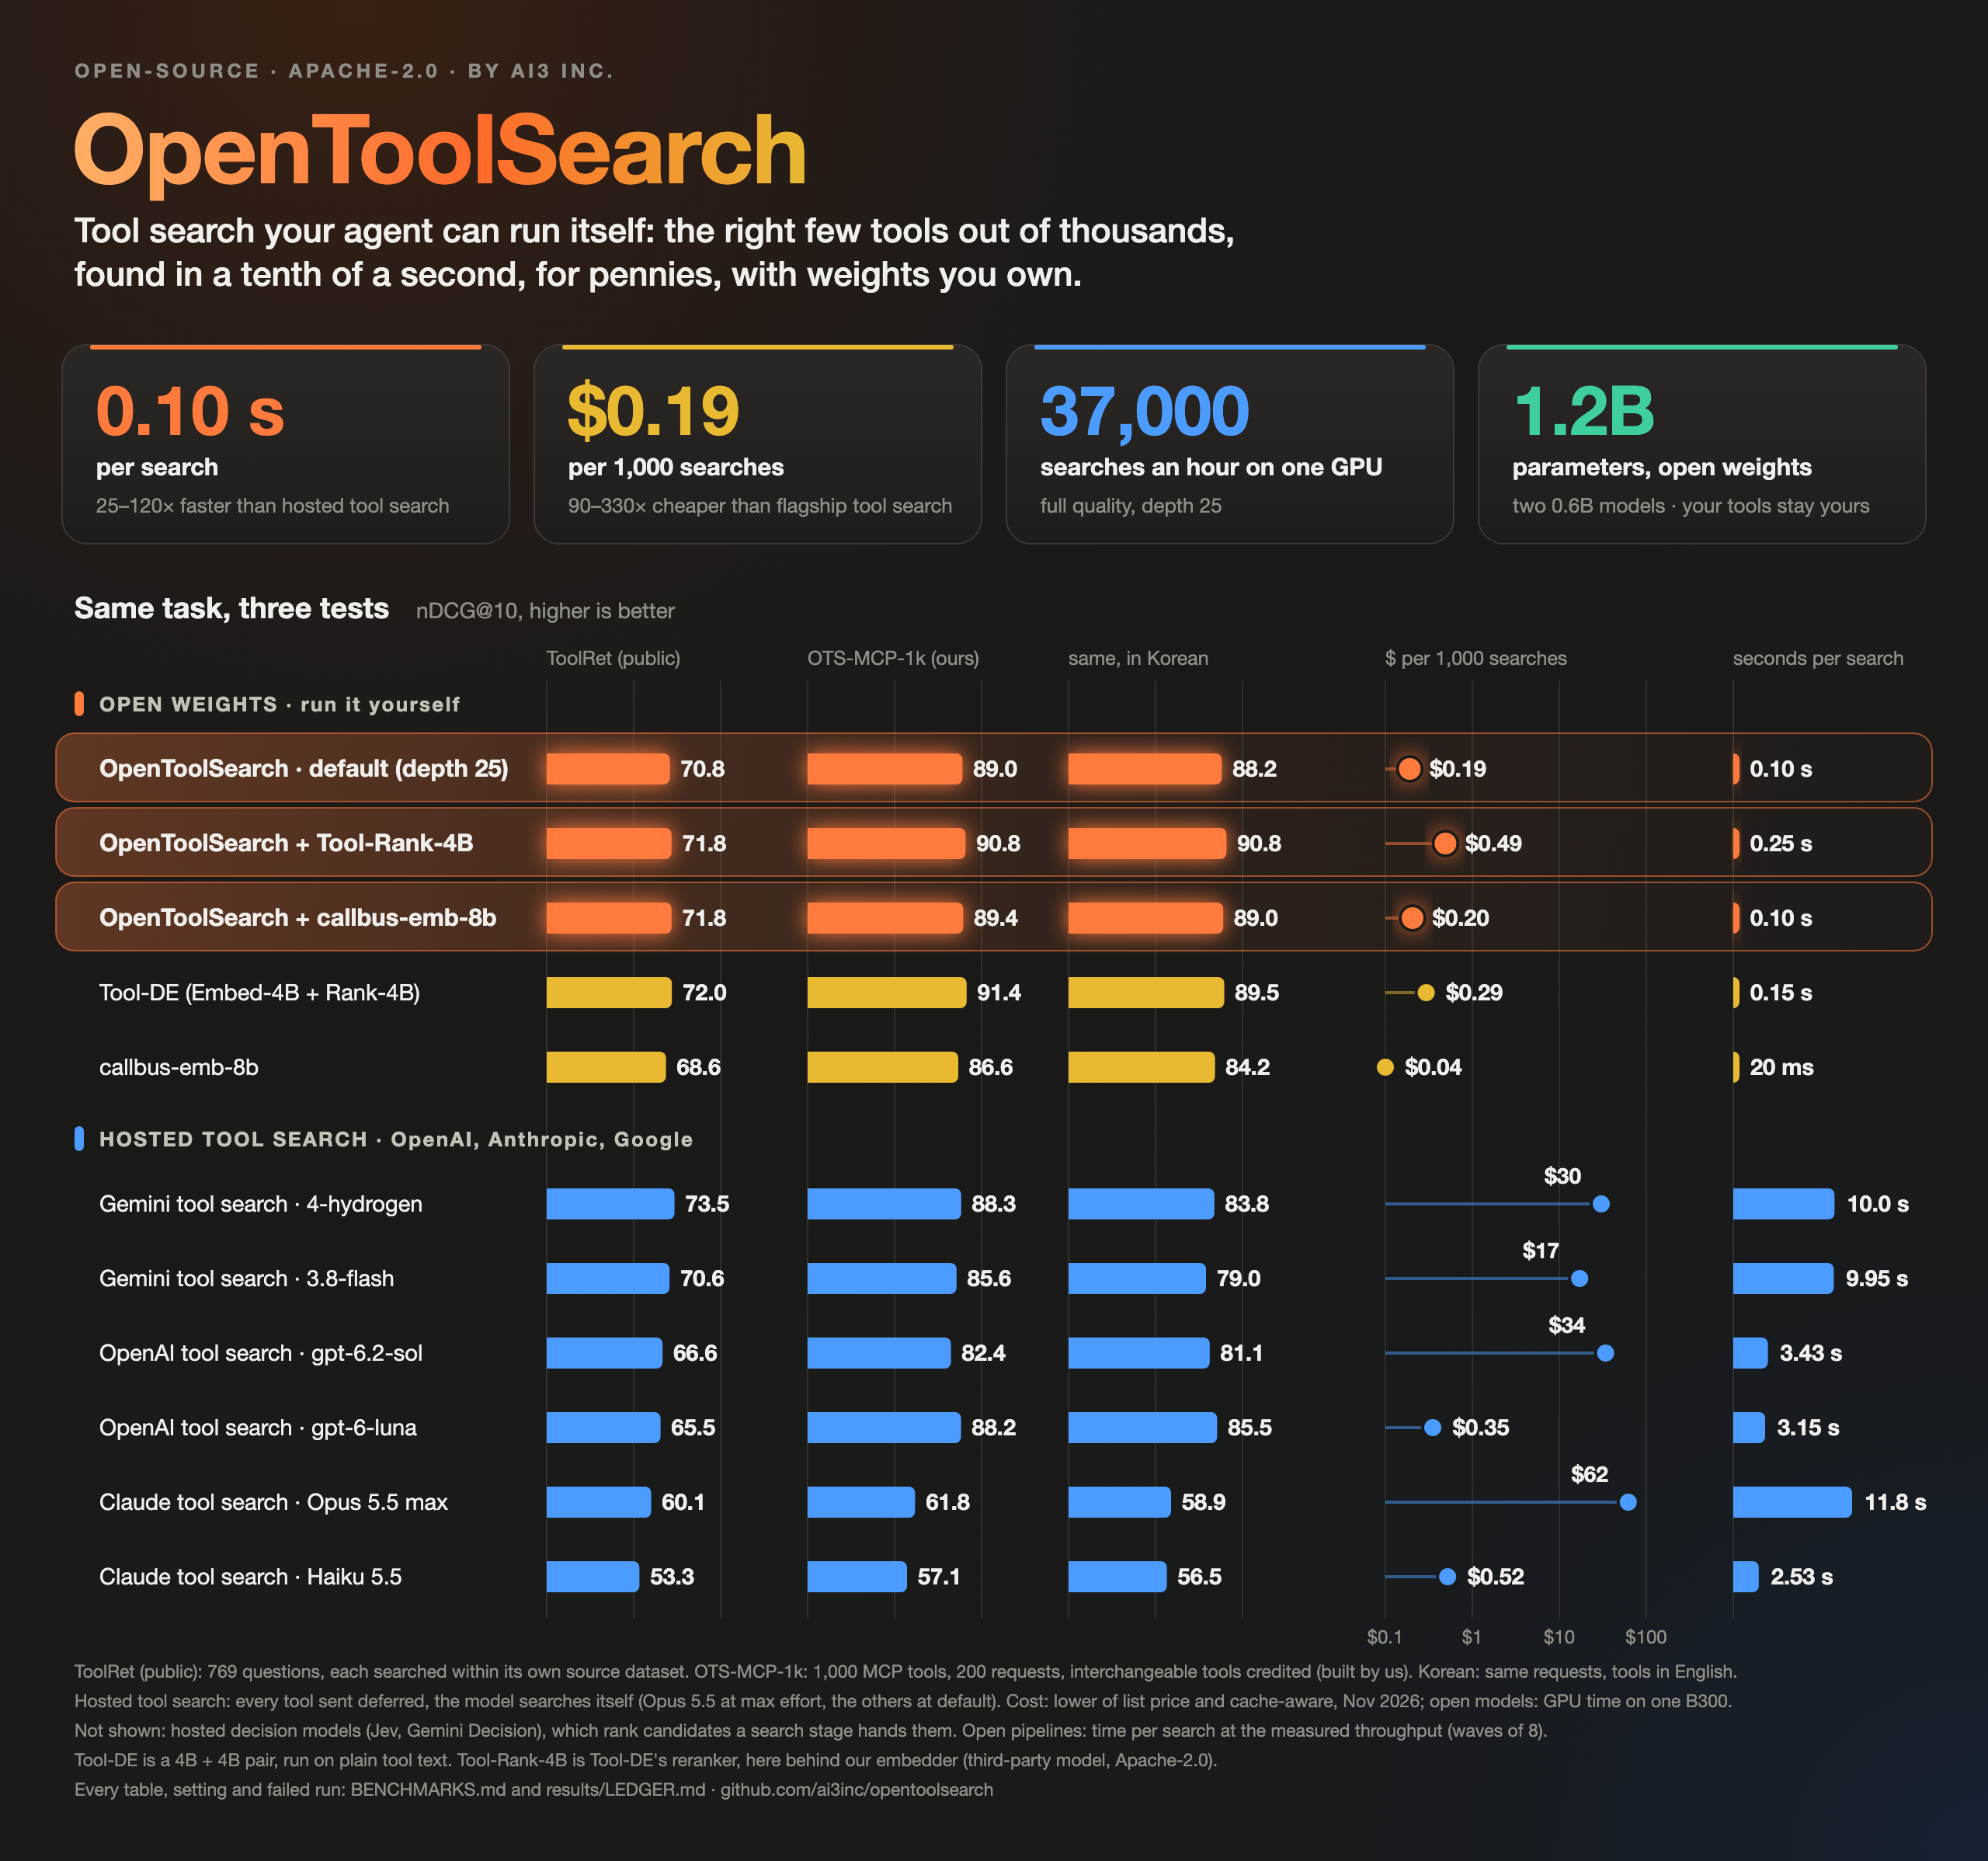 OPEN-SOURCE · APACHE-2.0 · BY AI3 INC.
OpenToolSearch
Tool search your agent can run itself: the right few tools out of thousands,
found in a tenth of a second, for pennies, with weights you own.
0.10 s
per search
25–120× faster than hosted tool search
$0.19
per 1,000 searches
90–330× cheaper than flagship tool search
37,000
searches an hour on one GPU
full quality, depth 25
1.2B
parameters, open weights
two 0.6B models · your tools stay yours
Same task, three tests nDCG@10, higher is better
ToolRet (public) OTS-MCP-1k (ours) same, in Korean $ per 1,000 searches seconds per search
OPEN WEIGHTS · run it yourself
OpenToolSearch · default (depth 25) 70.8 89.0 88.2 $0.19 0.10 s
OpenToolSearch + Tool-Rank-4B 71.8 90.8 90.8 $0.49 0.25 s
OpenToolSearch + callbus-emb-8b 71.8 89.4 89.0 $0.20 0.10 s
Tool-DE (Embed-4B + Rank-4B) 72.0 91.4 89.5 $0.29 0.15 s
callbus-emb-8b 68.6 86.6 84.2 $0.04 20 ms
HOSTED TOOL SEARCH · OpenAI, Anthropic, Google
Gemini tool search · 4-hydrogen 73.5 88.3 83.8 $30 10.0 s
Gemini tool search · 3.8-flash 70.6 85.6 79.0 $17 9.95 s
OpenAI tool search · gpt-6.2-sol 66.6 82.4 81.1 $34 3.43 s
OpenAI tool search · gpt-6-luna 65.5 88.2 85.5 $0.35 3.15 s
Claude tool search · Opus 5.5 max 60.1 61.8 58.9 $62 11.8 s
Claude tool search · Haiku 5.5 53.3 57.1 56.5 $0.52 2.53 s
$0.1 $1 $10 $100
ToolRet (public): 769 questions, each searched within its own source dataset. OTS-MCP-1k: 1,000 MCP tools, 200 requests, interchangeable tools credited (built by us). Korean: same requests, tools in English.
Hosted tool search: every tool sent deferred, the model searches itself (Opus 5.5 at max effort, the others at default). Cost: lower of list price and cache-aware, Nov 2026; open models: GPU time on one B300.
Not shown: hosted decision models (Jev, Gemini Decision), which rank candidates a search stage hands them. Open pipelines: time per search at the measured throughput (waves of 8).
Tool-DE is a 4B + 4B pair, run on plain tool text. Tool-Rank-4B is Tool-DE's reranker, here behind our embedder (third-party model, Apache-2.0).
Every table, setting and failed run: BENCHMARKS.md and results/LEDGER.md · github.com/ai3inc/opentoolsearch